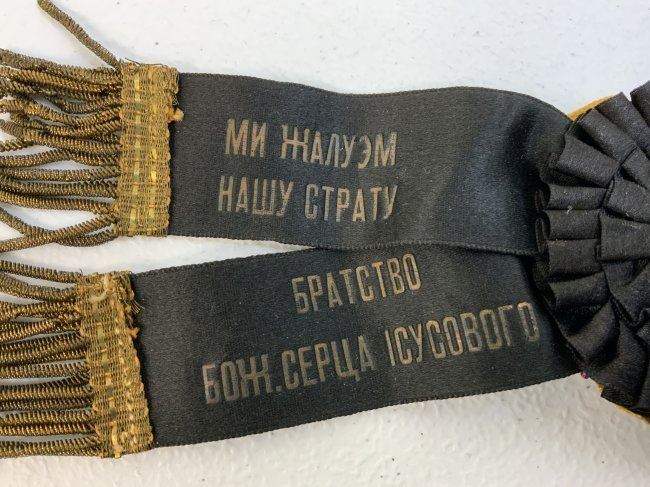 МИ ЖАЛУЭМ
НАШУ СТРАТУ
БРАТСТВО
БОЖ.СЕРЦА ІСУСОВОГО